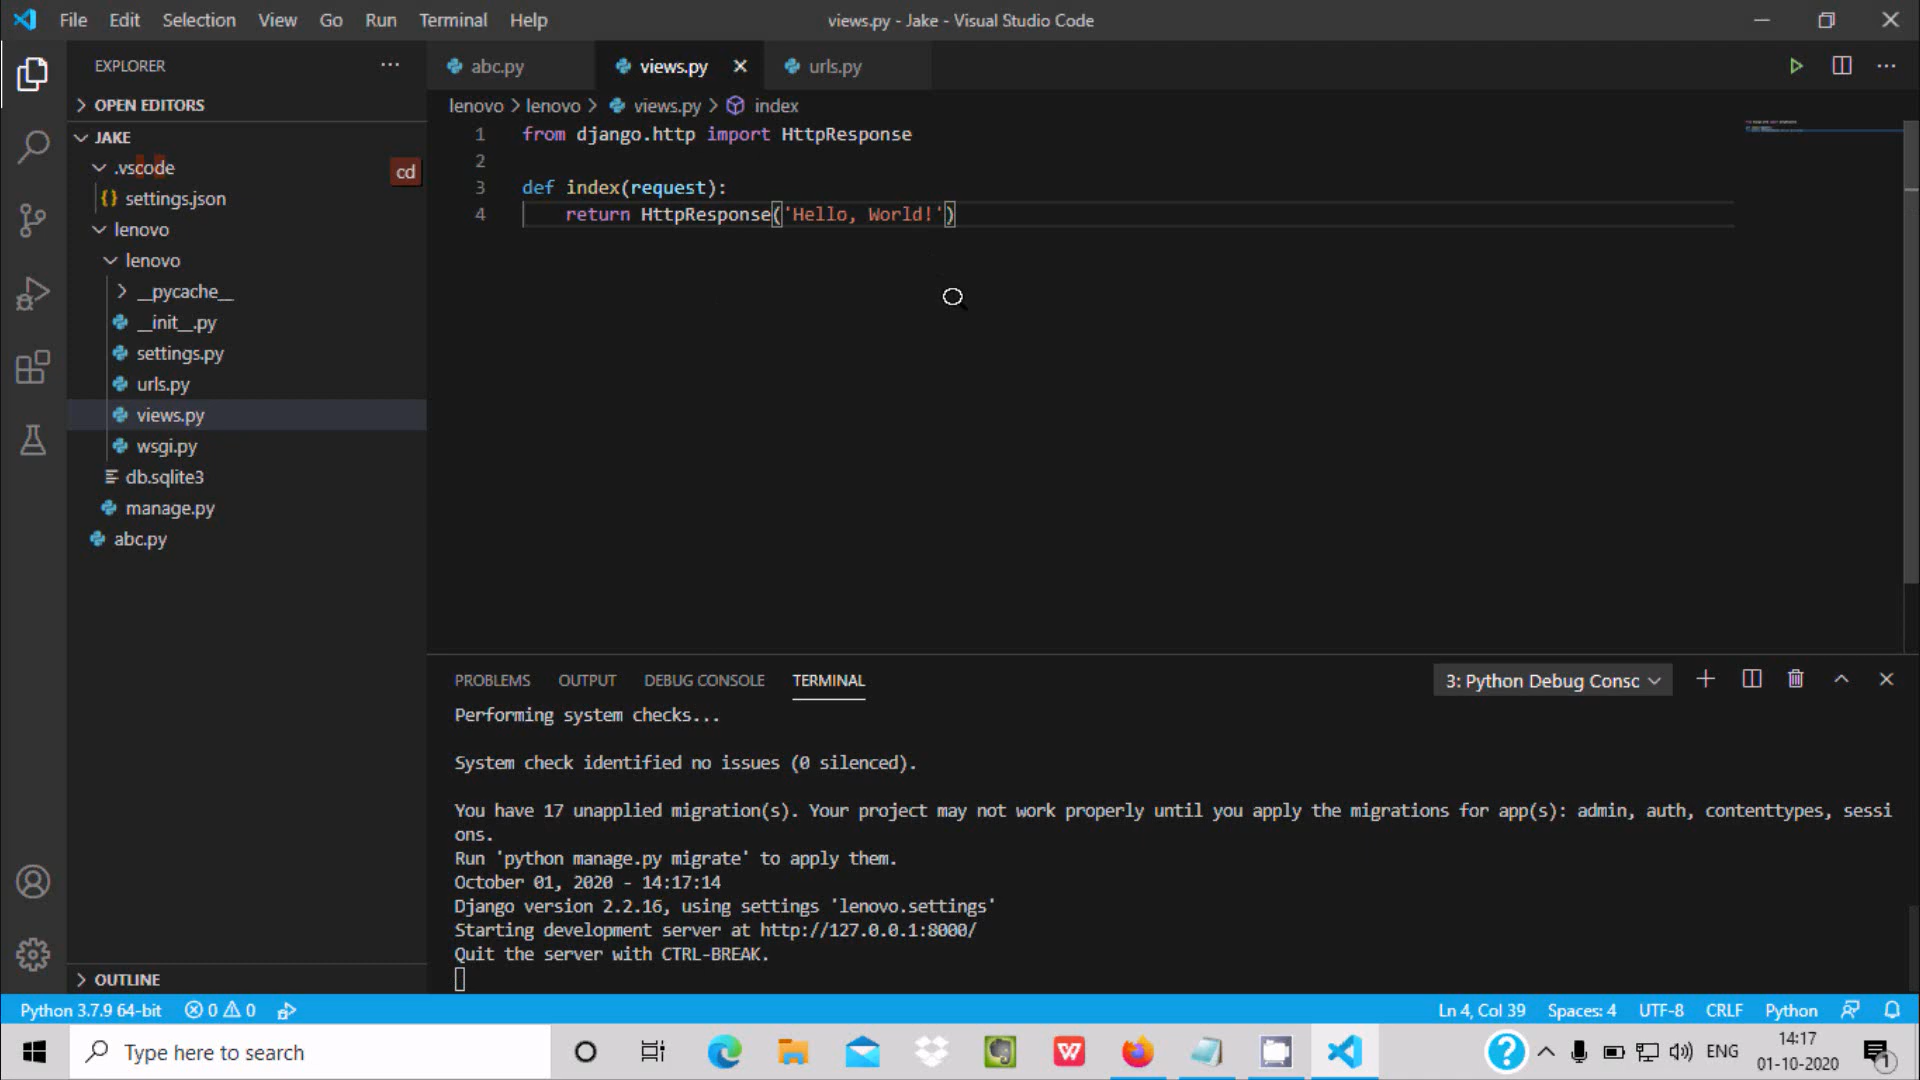 File Edit Selection View Go Run Terminal Help
views.py - Jake - Visual Studio Code
EXPLORER
OPEN EDITORS
JAKE
.vscode
cd
settings.json
lenovo
lenovo
__pycache__
__init__.py
settings.py
urls.py
views.py
wsgi.py
db.sqlite3
manage.py
abc.py
OUTLINE
abc.py views.py urls.py
lenovo > lenovo > views.py > index
1 from django.http import HttpResponse
2
3 def index(request):
4 return HttpResponse('Hello, World!')
PROBLEMS OUTPUT DEBUG CONSOLE TERMINAL
3: Python Debug Consc
Performing system checks...
System check identified no issues (0 silenced).
You have 17 unapplied migration(s). Your project may not work properly until you apply the migrations for app(s): admin, auth, contenttypes, sessi
ons.
Run 'python manage.py migrate' to apply them.
October 01, 2020 - 14:17:14
Django version 2.2.16, using settings 'lenovo.settings'
Starting development server at http://127.0.0.1:8000/
Quit the server with CTRL-BREAK.
Python 3.7.9 64-bit 0 0
Ln 4, Col 39 Spaces: 4 UTF-8 CRLF Python
Type here to search
ENG
14:17
01-10-2020
1